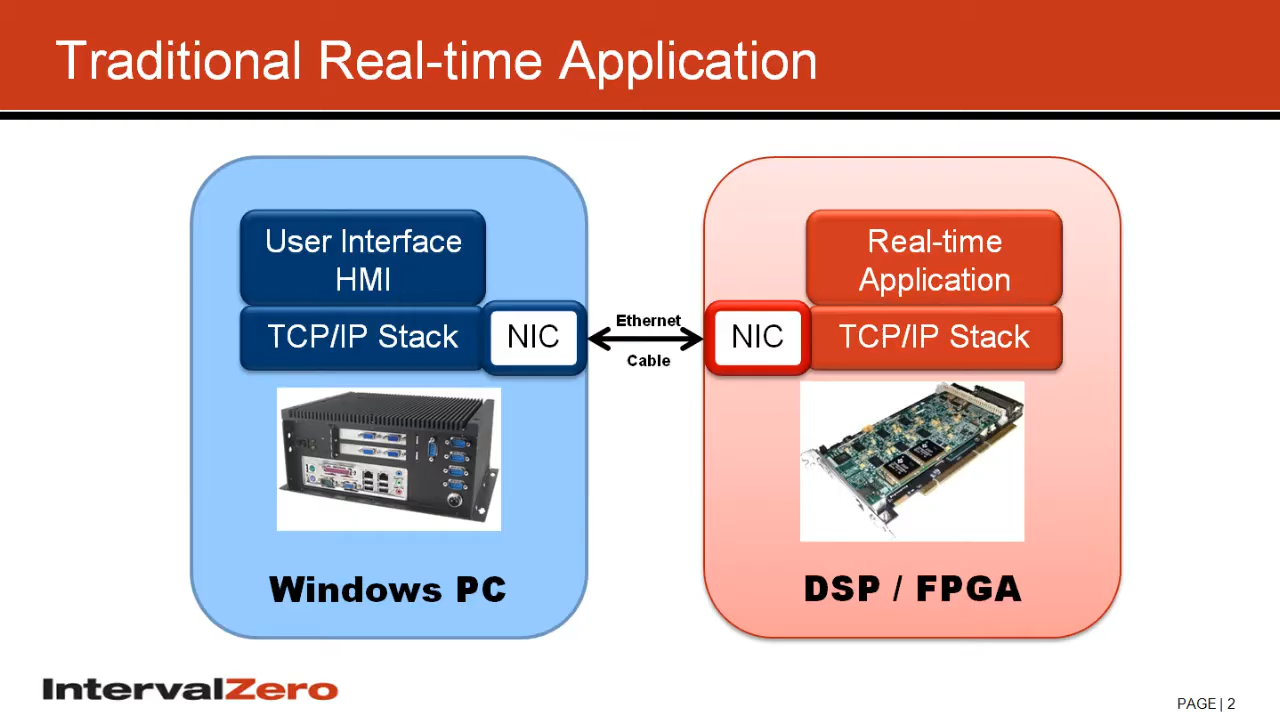 Traditional Real-time Application
User Interface
HMI
TCP/IP Stack
NIC
Ethernet
Cable
NIC
Real-time
Application
TCP/IP Stack
Windows PC
DSP / FPGA
IntervalZero
PAGE | 2